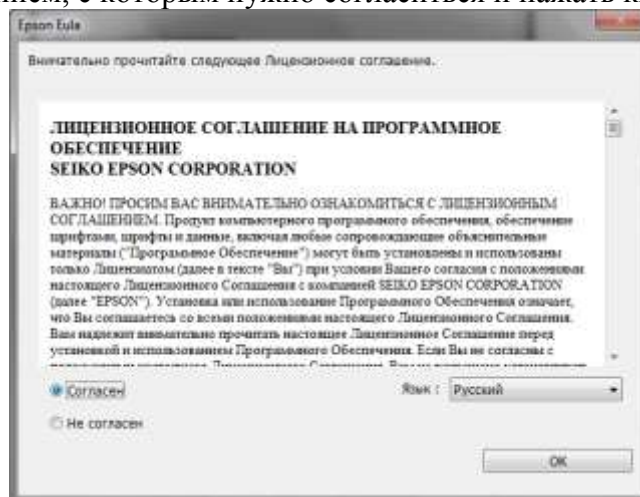 нием, с которым нужно согласиться и нажать к
Epson Eula
Внимательно прочитайте следующее Лицензионное соглашение.
ЛИЦЕНЗИОННОЕ СОГЛАШЕНИЕ НА ПРОГРАММНОЕ
ОБЕСПЕЧЕНИЕ
SEIKO EPSON CORPORATION
ВАЖНО! ПРОСИМ ВАС ВНИМАТЕЛЬНО ОЗНАКОМИТЬСЯ С ЛИЦЕНЗИОННЫМ
СОГЛАШЕНИЕМ. Продукт компьютерного программного обеспечения, обеспечение
шрифтами, шрифты и данные, включая любые сопровождающие объяснительные
материалы ("Программное Обеспечение") могут быть установлены и использованы
только Лицензиатом (далее в тексте "Вы") при условии Вашего согласия с положениями
настоящего Лицензионного Соглашения с компанией SEIKO EPSON CORPORATION
(далее "EPSON"). Установка или использование Программного Обеспечения означает,
что Вы соглашаетесь со всеми положениями настоящего Лицензионного Соглашения.
Вам надлежит внимательно прочитать настоящее Лицензионное Соглашение перед
установкой и использованием Программного Обеспечения. Если Вы не согласны с
Согласен
Язык :
Русский
Не согласен
OK